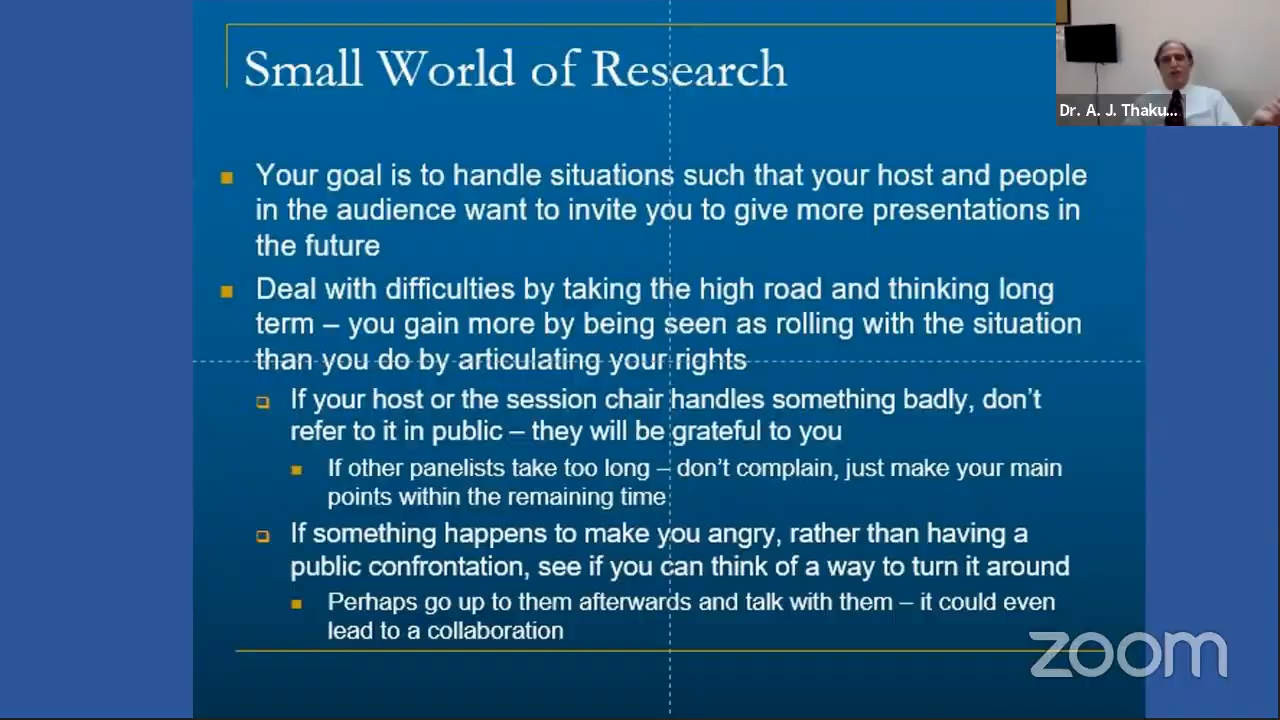 Small World of Research
Dr. A. J. Thaku...
Your goal is to handle situations such that your host and people
in the audience want to invite you to give more presentations in
the future
Deal with difficulties by taking the high road and thinking long
term – you gain more by being seen as rolling with the situation
than you do by articulating your rights
If your host or the session chair handles something badly, don't
refer to it in public – they will be grateful to you
If other panelists take too long – don't complain, just make your main
points within the remaining time
If something happens to make you angry, rather than having a
public confrontation, see if you can think of a way to turn it around
Perhaps go up to them afterwards and talk with them – it could even
lead to a collaboration
zoom